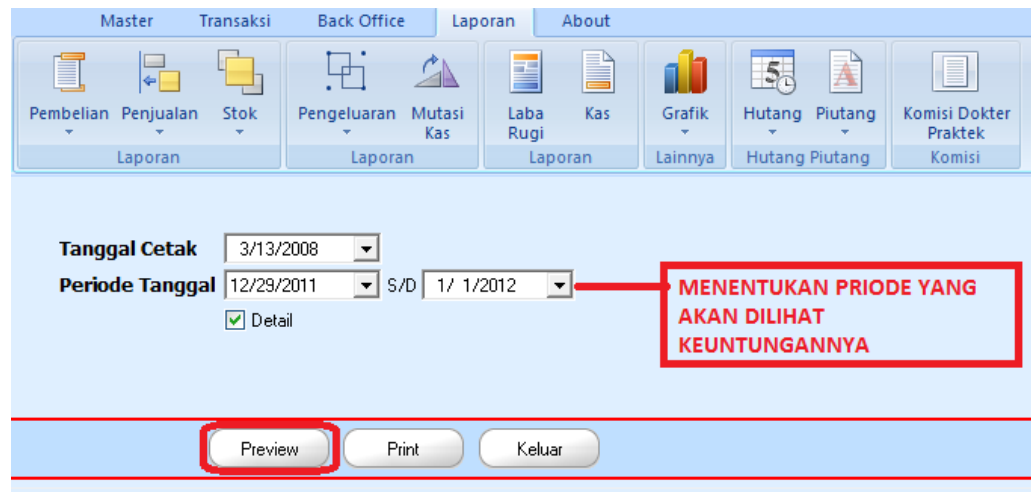 Master Transaksi Back Office Laporan About
Pembelian Penjualan Stok Pengeluaran Mutasi Kas Laba Rugi Kas Grafik Hutang Piutang Komisi Dokter Praktek
Laporan Laporan Laporan Lainnya Hutang Piutang Komisi
Tanggal Cetak 3/13/2008
Periode Tanggal 12/29/2011 S/D 1/ 1/2012
Detail
MENENTUKAN PRIODE YANG
AKAN DILIHAT
KEUNTUNGANNYA
Preview Print Keluar